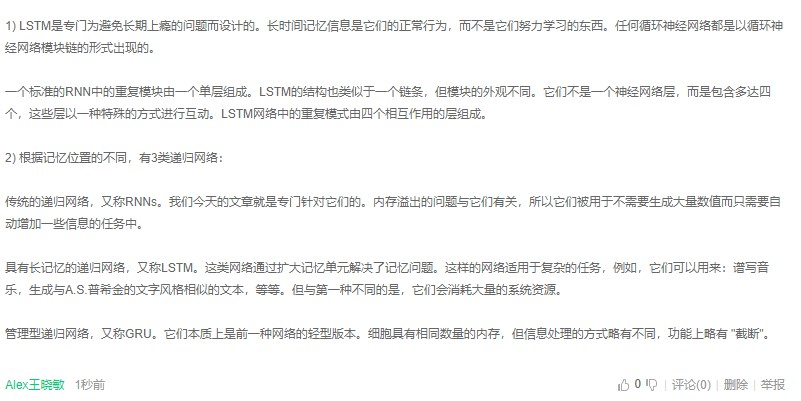 1) LSTM是专门为避免长期上瘾的问题而设计的。长时间记忆信息是它们的正常行为，而不是它们努力学习的东西。任何循环神经网络都是以循环神
经网络模块链的形式出现的。
一个标准的RNN中的重复模块由一个单层组成。LSTM的结构也类似于一个链条，但模块的外观不同。它们不是一个神经网络层，而是包含多达四
个，这些层以一种特殊的方式进行互动。LSTM网络中的重复模式由四个相互作用的层组成。
2) 根据记忆位置的不同，有3类递归网络：
传统的递归网络，又称RNNs。我们今天的文章就是专门针对它们的。内存溢出的问题与它们有关，所以它们被用于不需要生成大量数值而只需要自
动增加一些信息的任务中。
具有长记忆的递归网络，又称LSTM。这类网络通过扩大记忆单元解决了记忆问题。这样的网络适用于复杂的任务，例如，它们可以用来：谱写音
乐，生成与A.S.普希金的文字风格相似的文本，等等。但与第一种不同的是，它们会消耗大量的系统资源。
管理型递归网络，又称GRU。它们本质上是前一种网络的轻型版本。细胞具有相同数量的内存，但信息处理的方式略有不同，功能上略有 "截断"。
Alex王晓敏 1秒前 0 | 评论(0) | 删除 | 举报